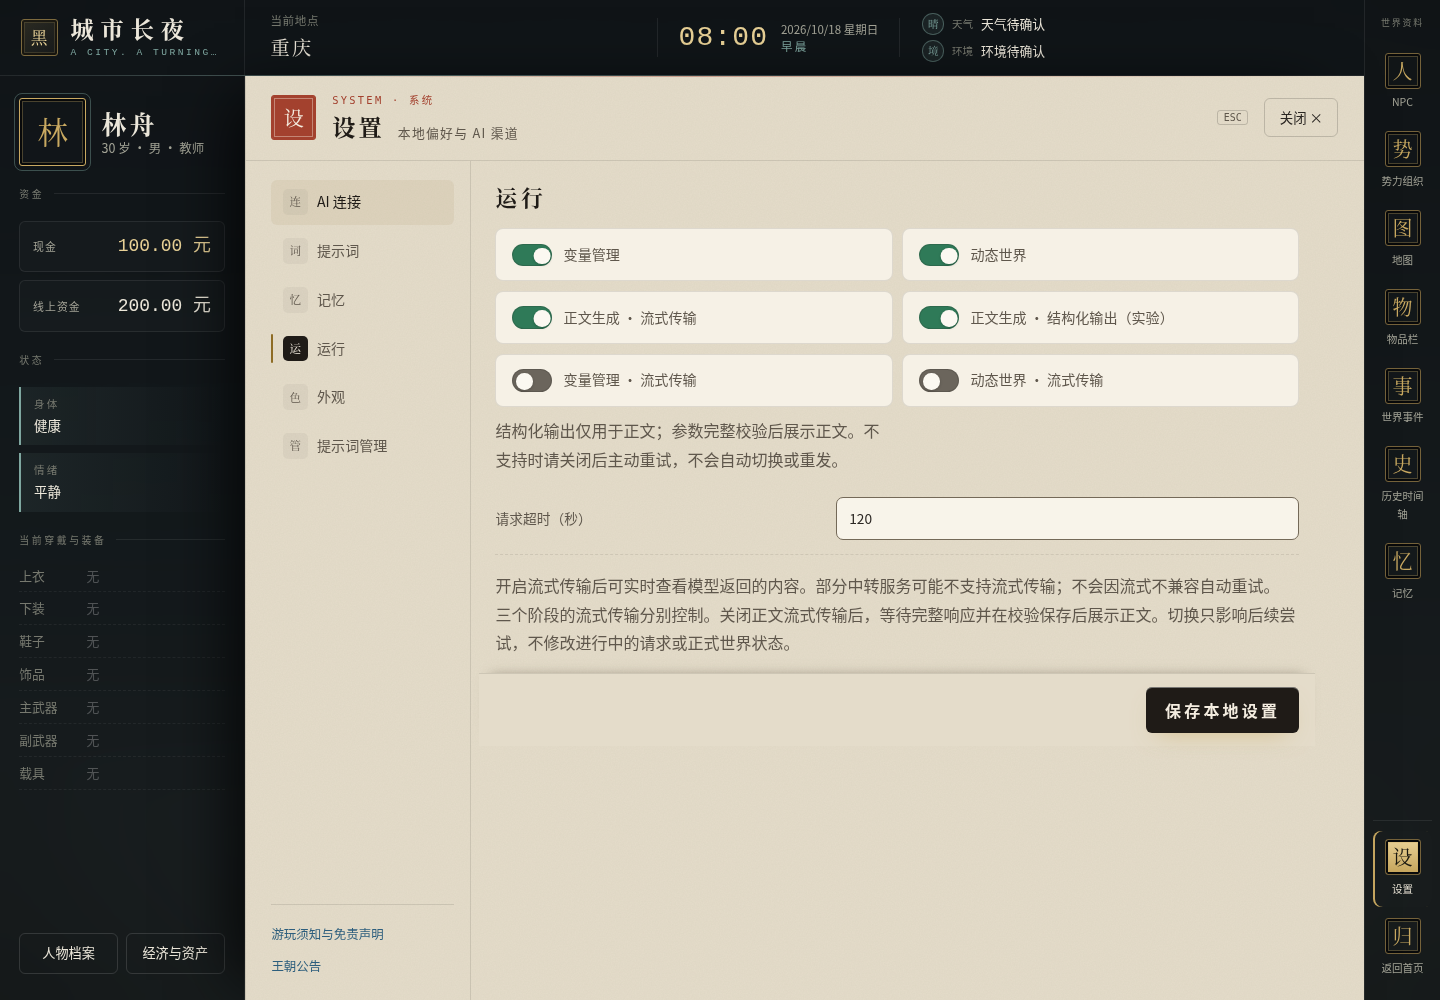 黑
城市长夜
A CITY. A TURNING…
当前地点
重庆
08:00
2026/10/18 星期日
早晨
晴 天气 天气待确认
境 环境 环境待确认
林
林舟
30 岁 · 男 · 教师
资金
现金 100.00 元
线上资金 200.00 元
状态
身体
健康
情绪
平静
当前穿戴与装备
上衣 无
下装 无
鞋子 无
饰品 无
主武器 无
副武器 无
载具 无
人物档案
经济与资产
设
SYSTEM · 系统
设置 本地偏好与 AI 渠道
ESC
关闭 ×
连 AI 连接
词 提示词
忆 记忆
运 运行
色 外观
管 提示词管理
游玩须知与免责声明
王朝公告
运行
变量管理
动态世界
正文生成 · 流式传输
正文生成 · 结构化输出（实验）
变量管理 · 流式传输
动态世界 · 流式传输
结构化输出仅用于正文；参数完整校验后展示正文。不
支持时请关闭后主动重试，不会自动切换或重发。
请求超时（秒） 120
开启流式传输后可实时查看模型返回的内容。部分中转服务可能不支持流式传输；不会因流式不兼容自动重试。
三个阶段的流式传输分别控制。关闭正文流式传输后，等待完整响应并在校验保存后展示正文。切换只影响后续尝
试，不修改进行中的请求或正式世界状态。
保存本地设置
世界资料
人
NPC
势
势力组织
图
地图
物
物品栏
事
世界事件
史
历史时间
轴
忆
记忆
设
设置
归
返回首页